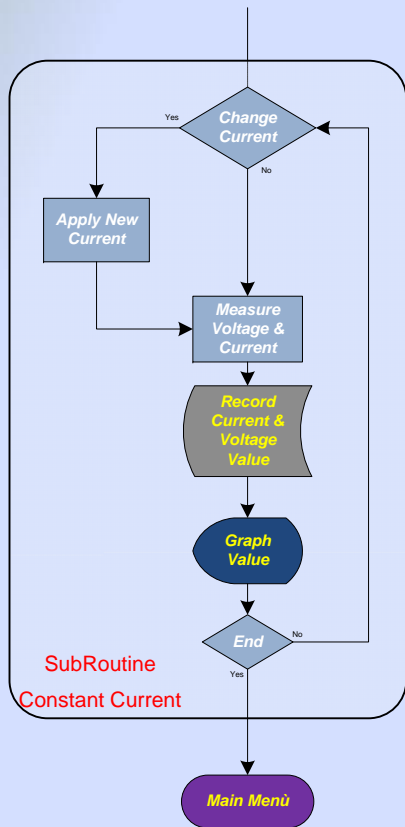 Change
Current
Yes
No
Apply New
Current
Measure
Voltage &
Current
Record
Current &
Voltage
Value
Graph
Value
End
No
Yes
SubRoutine
Constant Current
Main Menù